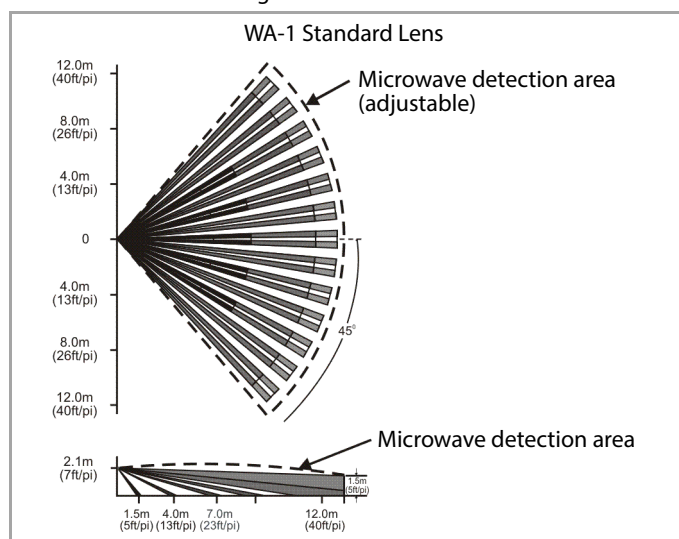 WA-1 Standard Lens
12.0m
(40ft/pi)
8.0m
(26ft/pi)
4.0m
(13ft/pi)
0
4.0m
(13ft/pi)
8.0m
(26ft/pi)
12.0m
(40ft/pi)
Microwave detection area
(adjustable)
45°
2.1m
(7ft/pi)
Microwave detection area
1.5m
(5ft/pi)
1.5m 4.0m 7.0m 12.0m
(5ft/pi) (13ft/pi) (23ft/pi) (40ft/pi)